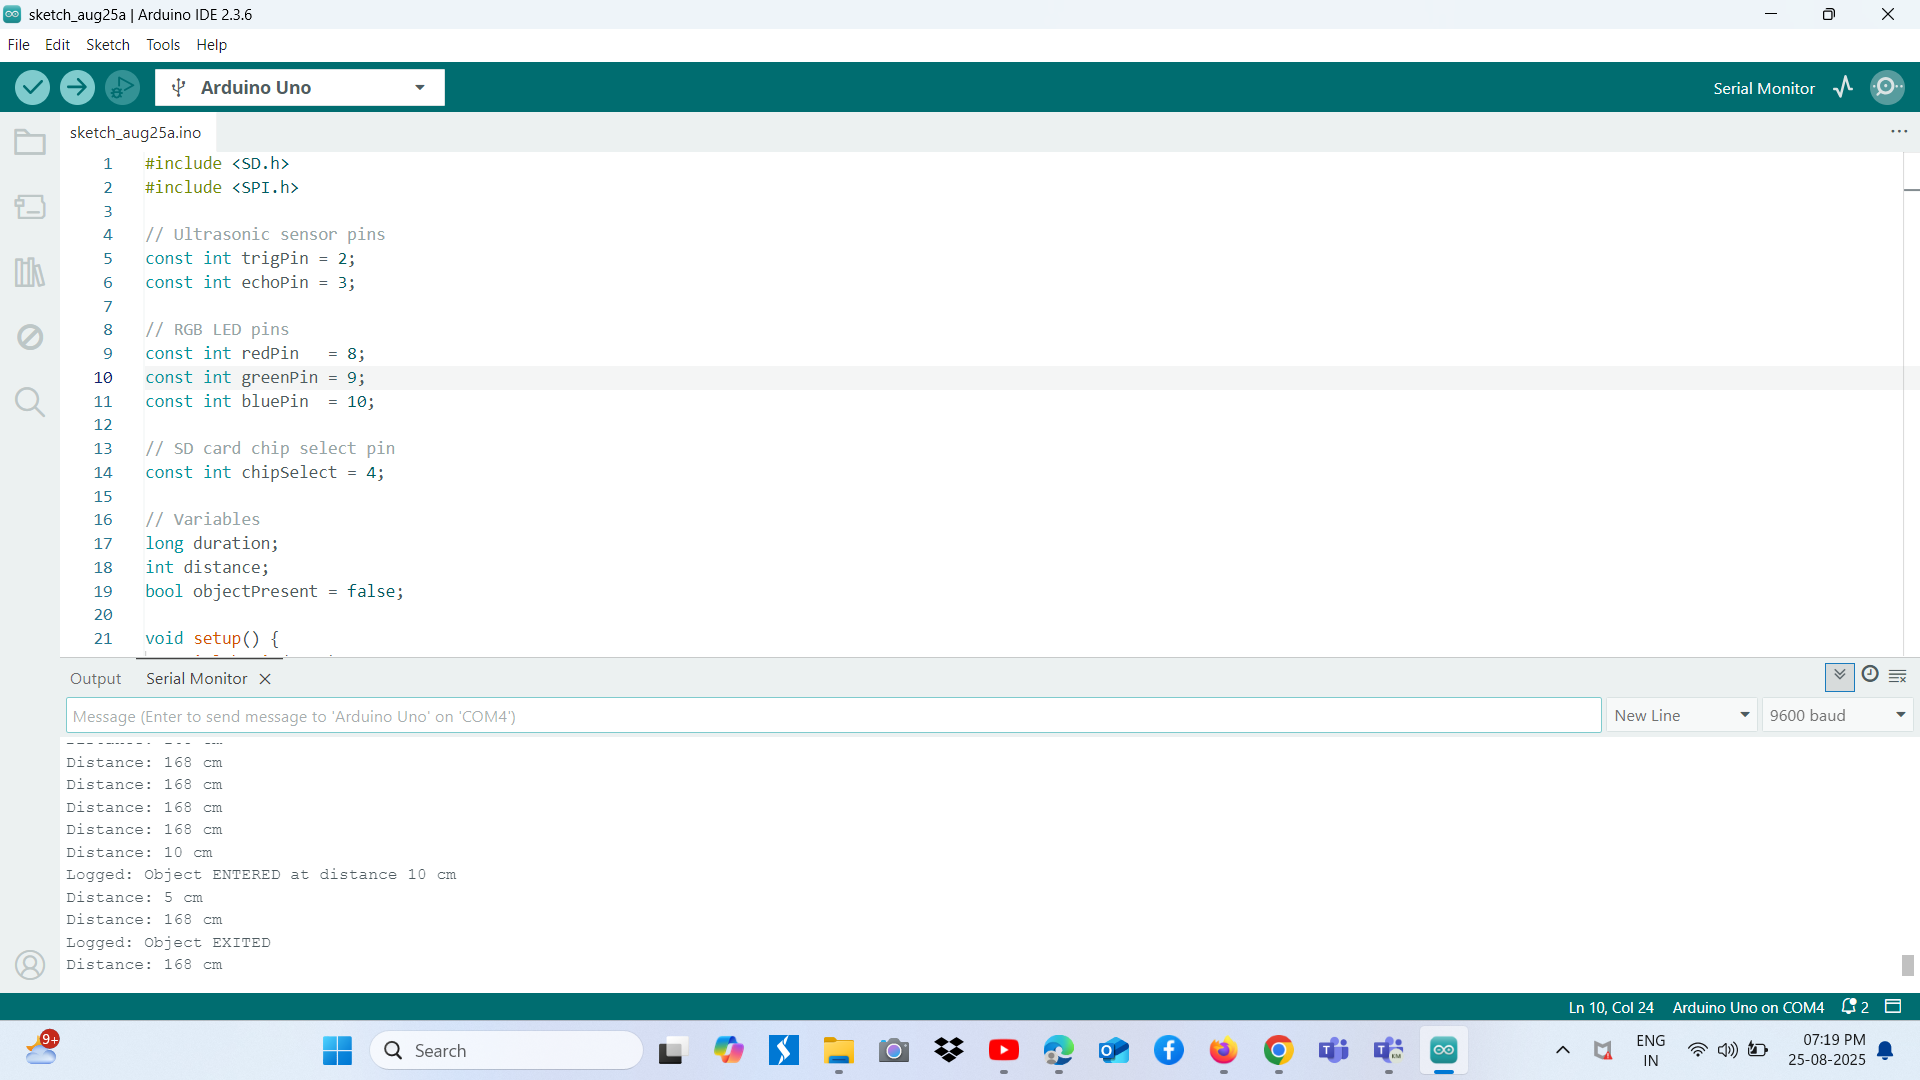 sketch_aug25a | Arduino IDE 2.3.6
File Edit Sketch Tools Help
Arduino Uno
Serial Monitor
sketch_aug25a.ino
1 #include <SD.h>
2 #include <SPI.h>
3
4 // Ultrasonic sensor pins
5 const int trigPin = 2;
6 const int echoPin = 3;
7
8 // RGB LED pins
9 const int redPin   = 8;
10 const int greenPin = 9;
11 const int bluePin  = 10;
12
13 // SD card chip select pin
14 const int chipSelect = 4;
15
16 // Variables
17 long duration;
18 int distance;
19 bool objectPresent = false;
20
21 void setup() {
Output Serial Monitor
Message (Enter to send message to 'Arduino Uno' on 'COM4')
New Line
9600 baud
Distance: 168 cm
Distance: 168 cm
Distance: 168 cm
Distance: 168 cm
Distance: 10 cm
Logged: Object ENTERED at distance 10 cm
Distance: 5 cm
Distance: 168 cm
Logged: Object EXITED
Distance: 168 cm
Ln 10, Col 24 Arduino Uno on COM4 2
9+
Search
ENG
IN
07:19 PM
25-08-2025